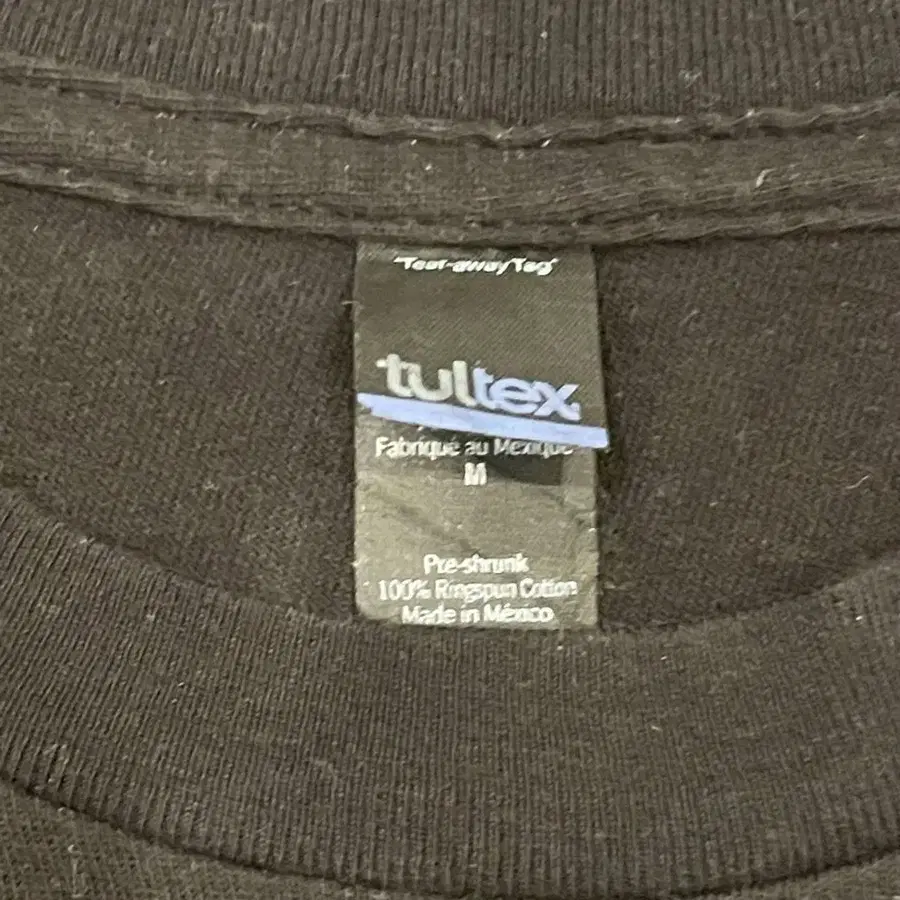 "Tear-away Tag"
tultex
Fabriqué au Mexique
M
Pre-shrunk
100% Ringspun Cotton
Made in México